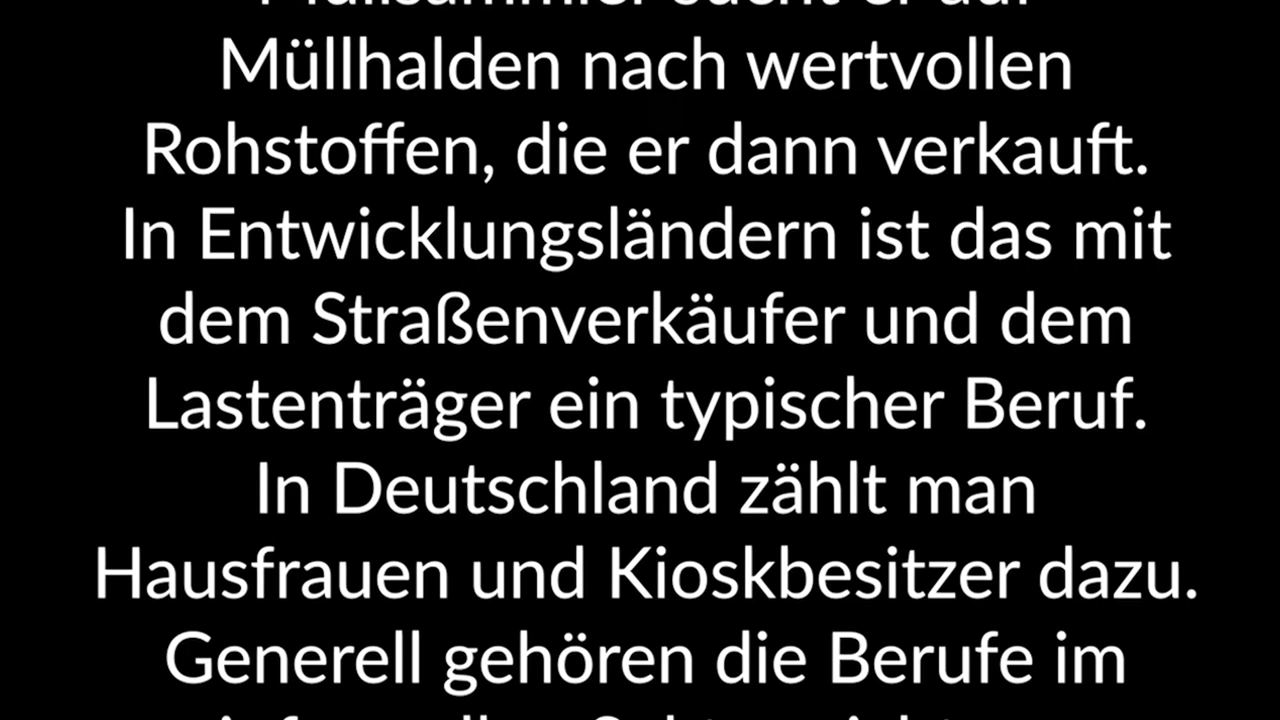 Müllhalden nach wertvollen
Rohstoffen, die er dann verkauft.
In Entwicklungsländern ist das mit
dem Straßenverkäufer und dem
Lastenträger ein typischer Beruf.
In Deutschland zählt man
Hausfrauen und Kioskbesitzer dazu.
Generell gehören die Berufe im